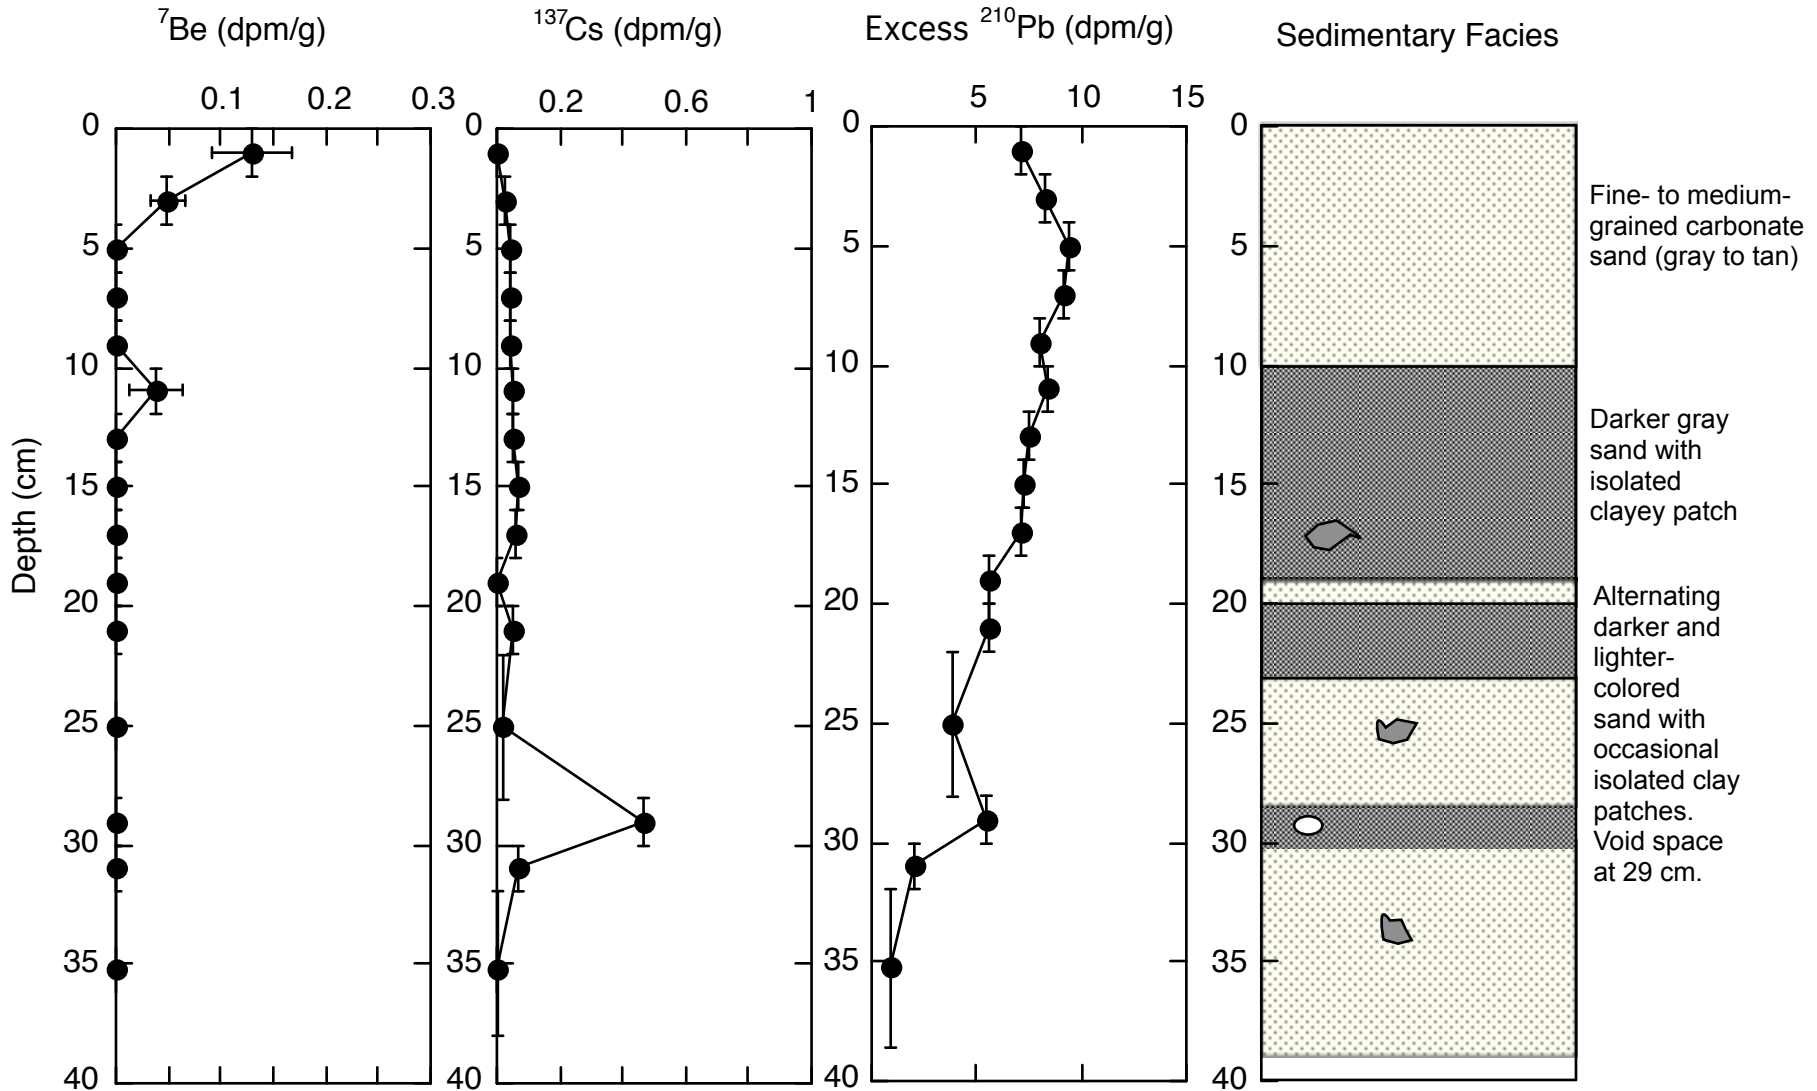 ⁷Be (dpm/g)
¹³⁷Cs (dpm/g)
Excess ²¹⁰Pb (dpm/g)
Sedimentary Facies
0.1 0.2 0.3
0.2 0.6 1
5 10 15
Depth (cm)
0
5
10
15
20
25
30
35
40
0
5
10
15
20
25
30
35
40
0
5
10
15
20
25
30
35
40
0
5
10
15
20
25
30
35
40
Fine- to medium-
grained carbonate
sand (gray to tan)
Darker gray
sand with
isolated
clayey patch
Alternating
darker and
lighter-
colored
sand with
occasional
isolated clay
patches.
Void space
at 29 cm.